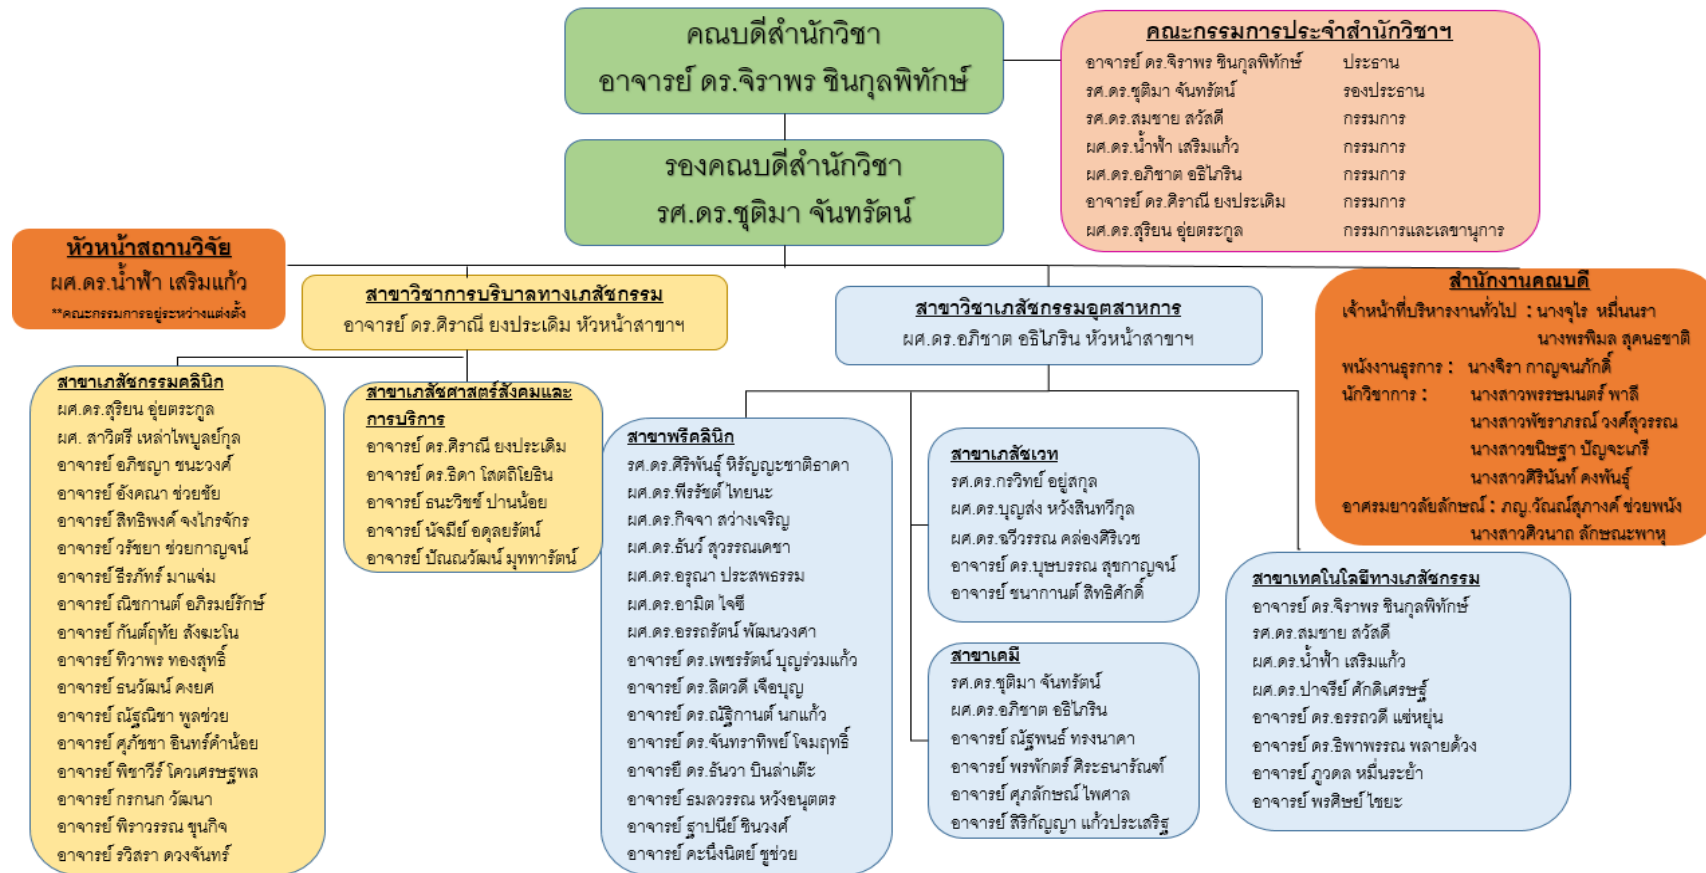 คณบดีสำนักวิชา
อาจารย์ ดร.จิราพร ชินกุลพิทักษ์
รองคณบดีสำนักวิชา
รศ.ดร.ชุติมา จันทรัตน์
คณะกรรมการประจำสำนักวิชาฯ
อาจารย์ ดร.จิราพร ชินกุลพิทักษ์ ประธาน
รศ.ดร.ชุติมา จันทรัตน์ รองประธาน
รศ.ดร.สมชาย สวัสดี กรรมการ
ผศ.ดร.น้ำฟ้า เสริมแก้ว กรรมการ
ผศ.ดร.อภิชาต อธิไภริน กรรมการ
อาจารย์ ดร.ศิราณี ยงประเดิม กรรมการ
ผศ.ดร.สุริยน อุ่ยตระกูล กรรมการและเลขานุการ
หัวหน้าสถานวิจัย
ผศ.ดร.น้ำฟ้า เสริมแก้ว
**คณะกรรมการอยู่ระหว่างแต่งตั้ง
สาขาวิชาการบริบาลทางเภสัชกรรม
อาจารย์ ดร.ศิราณี ยงประเดิม หัวหน้าสาขาฯ
สาขาวิชาเภสัชกรรมอุตสาหการ
ผศ.ดร.อภิชาต อธิไภริน หัวหน้าสาขาฯ
สำนักงานคณบดี
เจ้าหน้าที่บริหารงานทั่วไป : นางจุไร หมื่นนรา
นางพรพิมล สุคนธชาติ
พนังงานธุรการ : นางจิรา กาญจนภักดิ์
นักวิชาการ : นางสาวพรรษมนตร์ พาลี
นางสาวพัชราภรณ์ วงศ์สุวรรณ
นางสาวขนิษฐา ปัญจะเภรี
นางสาวศิรินันท์ คงพันธุ์
อาศรมยาวลัยลักษณ์ : ภญ.วัณณ์สุภางค์ ช่วยพนัง
นางสาวศิวนาถ ลักษณะพาหุ
สาขาเภสัชกรรมคลินิก
ผศ.ดร.สุริยน อุ่ยตระกูล
ผศ. สาวิตรี เหล่าไพบูลย์กุล
อาจารย์ อภิชญา ชนะวงศ์
อาจารย์ อังคณา ช่วยชัย
อาจารย์ สิทธิพงศ์ จงไกรจักร
อาจารย์ วรัชยา ช่วยกาญจน์
อาจารย์ ธีรภัทร์ มาแจ่ม
อาจารย์ ณิชกานต์ อภิรมย์รักษ์
อาจารย์ กันต์ฤทัย สังฆะโน
อาจารย์ ทิวาพร ทองสุทธิ์
อาจารย์ ธนวัฒน์ คงยศ
อาจารย์ ณัฐณิชา พูลช่วย
อาจารย์ ศุภัชชา อินทร์คำน้อย
อาจารย์ พิชาวีร์ โควเศรษฐพล
อาจารย์ กรกนก วัฒนา
อาจารย์ พิราวรรณ ขุนกิจ
อาจารย์ รวิสรา ดวงจันทร์
สาขาเภสัชศาสตร์สังคมและ
การบริการ
อาจารย์ ดร.ศิราณี ยงประเดิม
อาจารย์ ดร.ธิดา โสตถิโยธิน
อาจารย์ ธนะวิชช์ ปานน้อย
อาจารย์ นัจมีย์ อดุลยรัตน์
อาจารย์ ปัณณวัฒน์ มุททารัตน์
สาขาพรีคลินิก
รศ.ดร.ศิริพันธุ์ หิรัญญะชาติธาดา
ผศ.ดร.พีรรัชต์ ไทยนะ
ผศ.ดร.กิจจา สว่างเจริญ
ผศ.ดร.ธันว์ สุวรรณเดชา
ผศ.ดร.อรุณา ประสพธรรม
ผศ.ดร.อามิต ไจซี
ผศ.ดร.อรรถรัตน์ พัฒนวงศา
อาจารย์ ดร.เพชรรัตน์ บุญร่วมแก้ว
อาจารย์ ดร.ลิตวดี เจือบุญ
อาจารย์ ดร.ณัฐิกานต์ นกแก้ว
อาจารย์ ดร.จันทราทิพย์ โจมฤทธิ์
อาจารยื ดร.ธันวา บินล่าเต๊ะ
อาจารย์ ธมลวรรณ หวังอนุตตร
อาจารย์ ฐาปนีย์ ชินวงศ์
อาจารย์ คะนึ่งนิตย์ ชูช่วย
สาขาเภสัชเวท
รศ.ดร.กรวิทย์ อยู่สกุล
ผศ.ดร.บุญส่ง หวังสินทวีกุล
ผศ.ดร.ฉวีวรรณ คล่องศิริเวช
อาจารย์ ดร.บุษบรรณ สุขกาญจน์
อาจารย์ ชนากานต์ สิทธิศักดิ์
สาขาเคมี
รศ.ดร.ชุติมา จันทรัตน์
ผศ.ดร.อภิชาต อธิไภริน
อาจารย์ ณัฐพนธ์ ทรงนาคา
อาจารย์ พรพักตร์ ศิระธนารัณฑ์
อาจารย์ ศุภลักษณ์ ไพศาล
อาจารย์ สิริกัญญา แก้วประเสริฐ
สาขาเทคโนโลยีทางเภสัชกรรม
อาจารย์ ดร.จิราพร ชินกุลพิทักษ์
รศ.ดร.สมชาย สวัสดี
ผศ.ดร.น้ำฟ้า เสริมแก้ว
ผศ.ดร.ปาจรีย์ ศักดิเศรษฐ์
อาจารย์ ดร.อรรถวดี แซ่หยุ่น
อาจารย์ ดร.ธิพาพรรณ พลายด้วง
อาจารย์ ภูวดล หมื่นระย้า
อาจารย์ พรศิษย์ ไชยะ